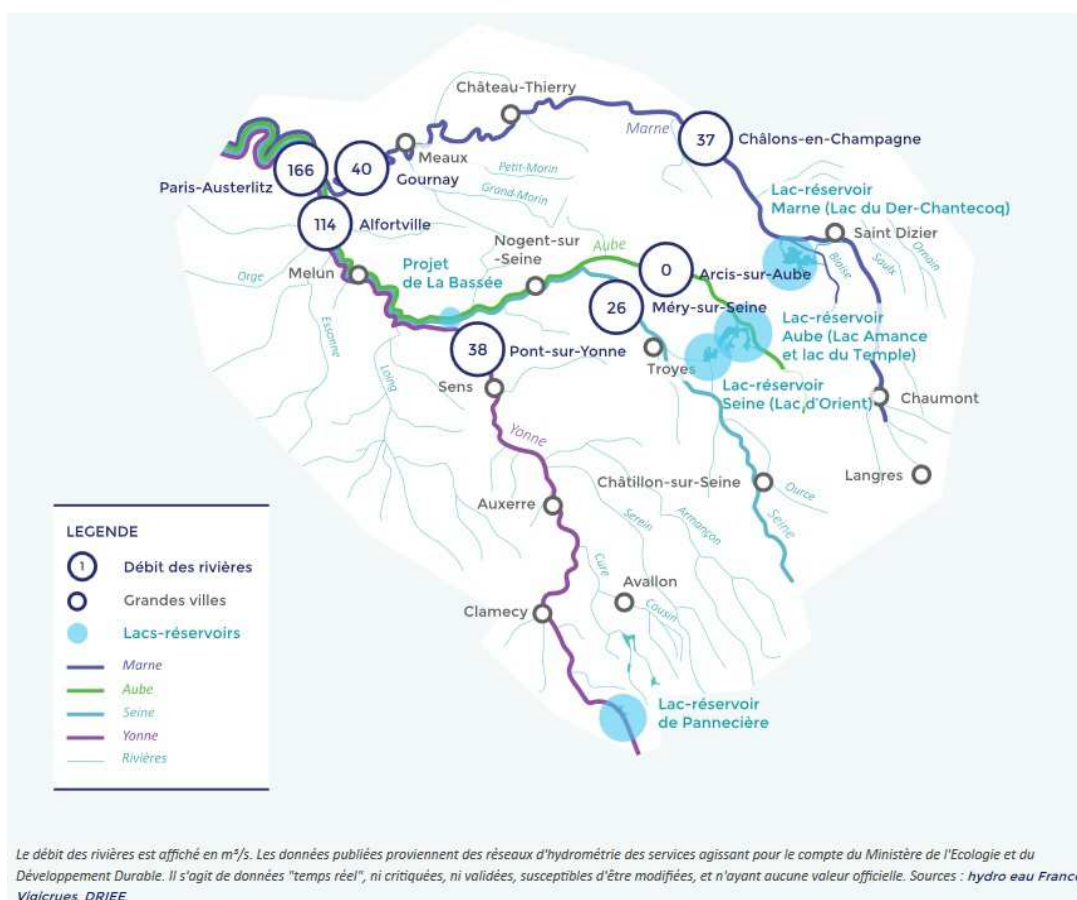 Château-Thierry
Marne
37
Châlons-en-Champagne
Meaux
166
40
Gournay
Paris-Austerlitz
Petit-Morin
Grand-Morin
Lac-réservoir
Marne (Lac du Der-Chantecoq)
114
Alfortville
Saint Dizier
Nogent-sur
-Seine
Aube
Blaise
Saulx
Ornain
Orge
Melun
Projet
de La Bassée
0
Arcis-sur-Aube
26
Méry-sur-Seine
Lac-réservoir
Aube (Lac Amance
et lac du Temple)
Essonne
38
Pont-sur-Yonne
Troyes
Loing
Sens
Lac-réservoir
Seine (Lac d'Orient)
Chaumont
Yonne
Langres
Châtillon-sur-Seine
Ource
Auxerre
Serein
Armançon
Seine
Cure
Avallon
Cousin
Clamecy
Lac-réservoir
de Pannecière
LEGENDE
1
Débit des rivières
Grandes villes
Lacs-réservoirs
Marne
Aube
Seine
Yonne
Rivières
Le débit des rivières est affiché en m³/s. Les données publiées proviennent des réseaux d'hydrométrie des services agissant pour le compte du Ministère de l'Ecologie et du
Développement Durable. Il s'agit de données "temps réel", ni critiquées, ni validées, susceptibles d'être modifiées, et n'ayant aucune valeur officielle. Sources : hydro eau France
Vigicrues, DRIEE.